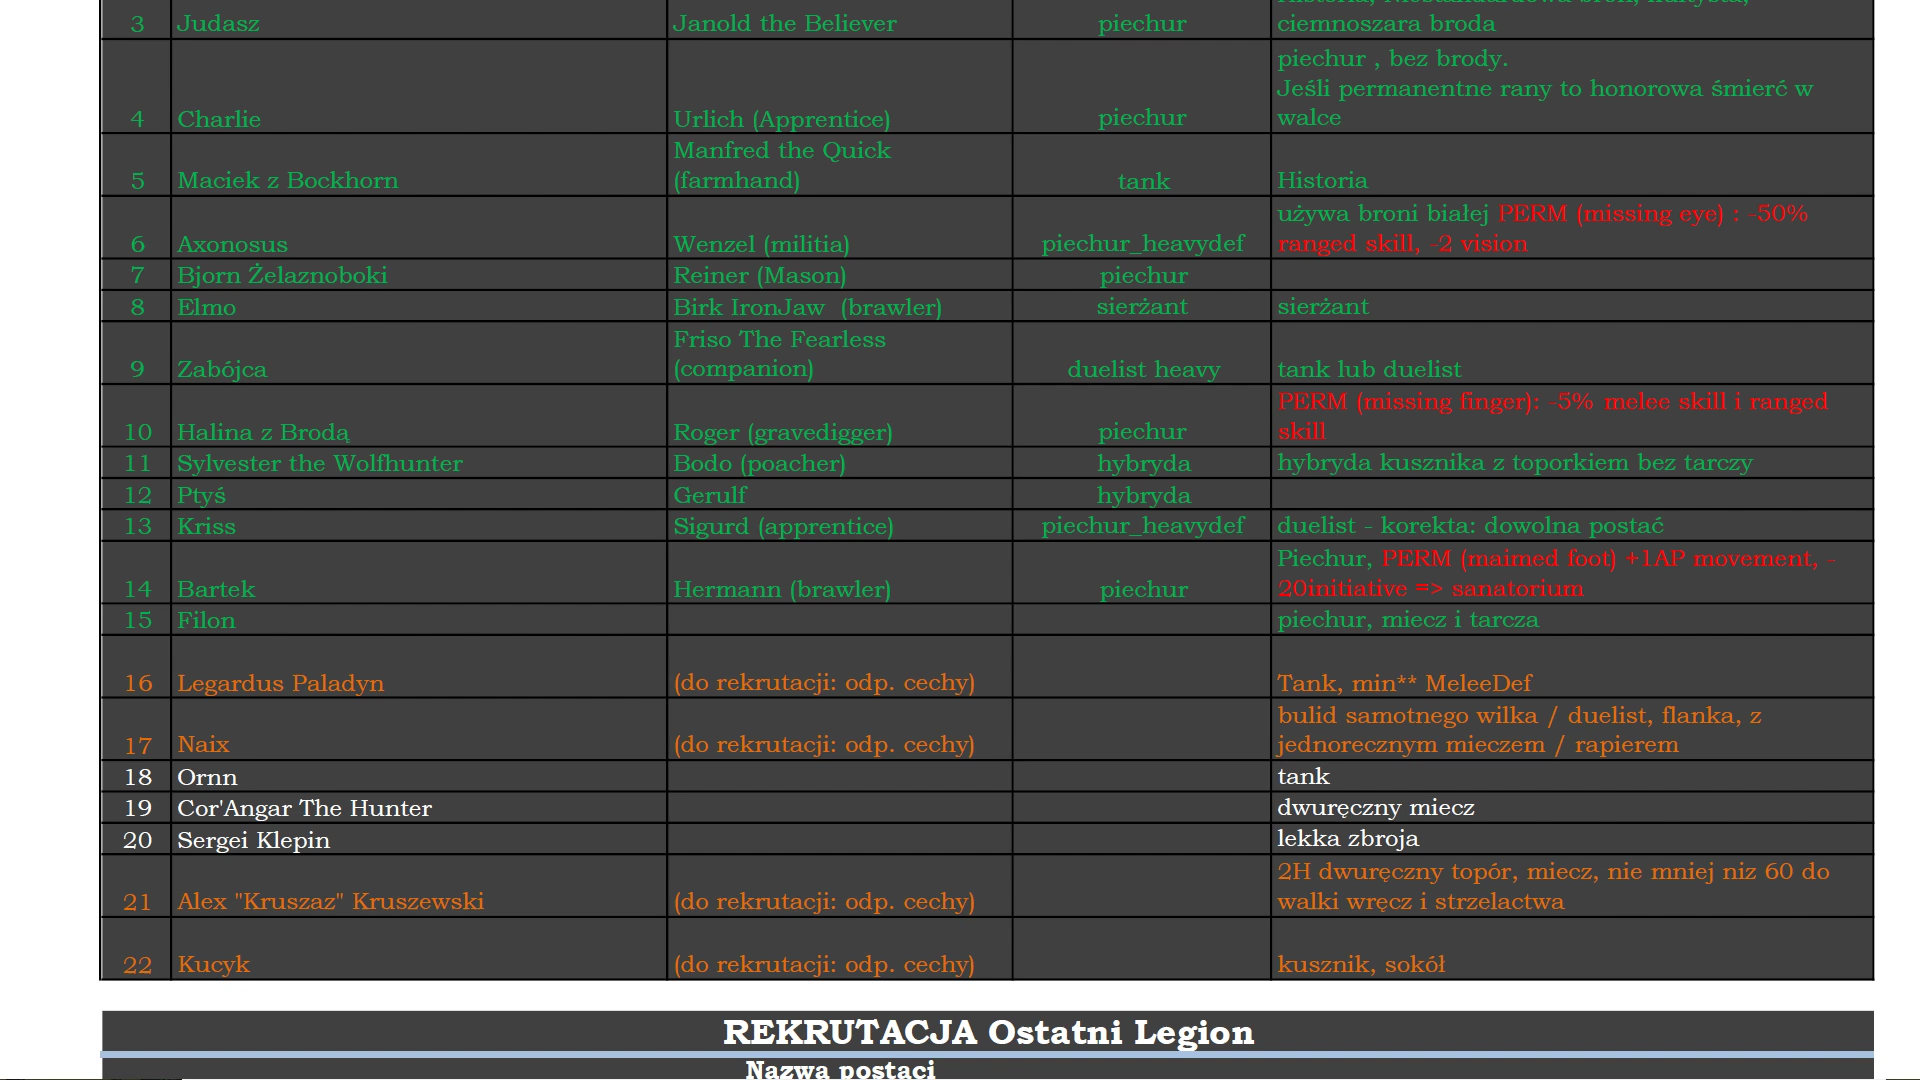 ciemnoszara broda
3 Judasz Janold the Believer piechur
piechur , bez brody.
Jeśli permanentne rany to honorowa śmierć w
4 Charlie Urlich (Apprentice) piechur walce
Manfred the Quick
5 Maciek z Bockhorn (farmhand) tank Historia
używa broni białej PERM (missing eye) : -50%
6 Axonosus Wenzel (militia) piechur_heavydef ranged skill, -2 vision
7 Bjorn Żelaznoboki Reiner (Mason) piechur
8 Elmo Birk IronJaw (brawler) sierżant sierżant
Friso The Fearless
9 Zabójca (companion) duelist heavy tank lub duelist
PERM (missing finger): -5% melee skill i ranged
10 Halina z Brodą Roger (gravedigger) piechur skill
11 Sylvester the Wolfhunter Bodo (poacher) hybryda hybryda kusznika z toporkiem bez tarczy
12 Ptyś Gerulf hybryda
13 Kriss Sigurd (apprentice) piechur_heavydef duelist - korekta: dowolna postać
Piechur, PERM (maimed foot) +1AP movement, -
14 Bartek Hermann (brawler) piechur 20initiative => sanatorium
15 Filon piechur, miecz i tarcza
16 Legardus Paladyn (do rekrutacji: odp. cechy) Tank, min** MeleeDef
bulid samotnego wilka / duelist, flanka, z
17 Naix (do rekrutacji: odp. cechy) jednorecznym mieczem / rapierem
18 Ornn tank
19 Cor'Angar The Hunter dwuręczny miecz
20 Sergei Klepin lekka zbroja
2H dwuręczny topór, miecz, nie mniej niz 60 do
21 Alex "Kruszaz" Kruszewski (do rekrutacji: odp. cechy) walki wręcz i strzelactwa
22 Kucyk (do rekrutacji: odp. cechy) kusznik, sokół
REKRUTACJA Ostatni Legion
Nazwa postaci